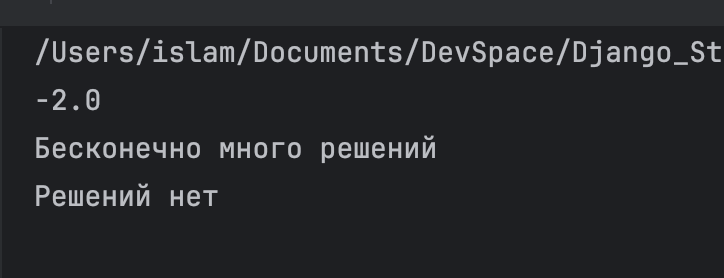 /Users/islam/Documents/DevSpace/Django_St
-2.0
Бесконечно много решений
Решений нет